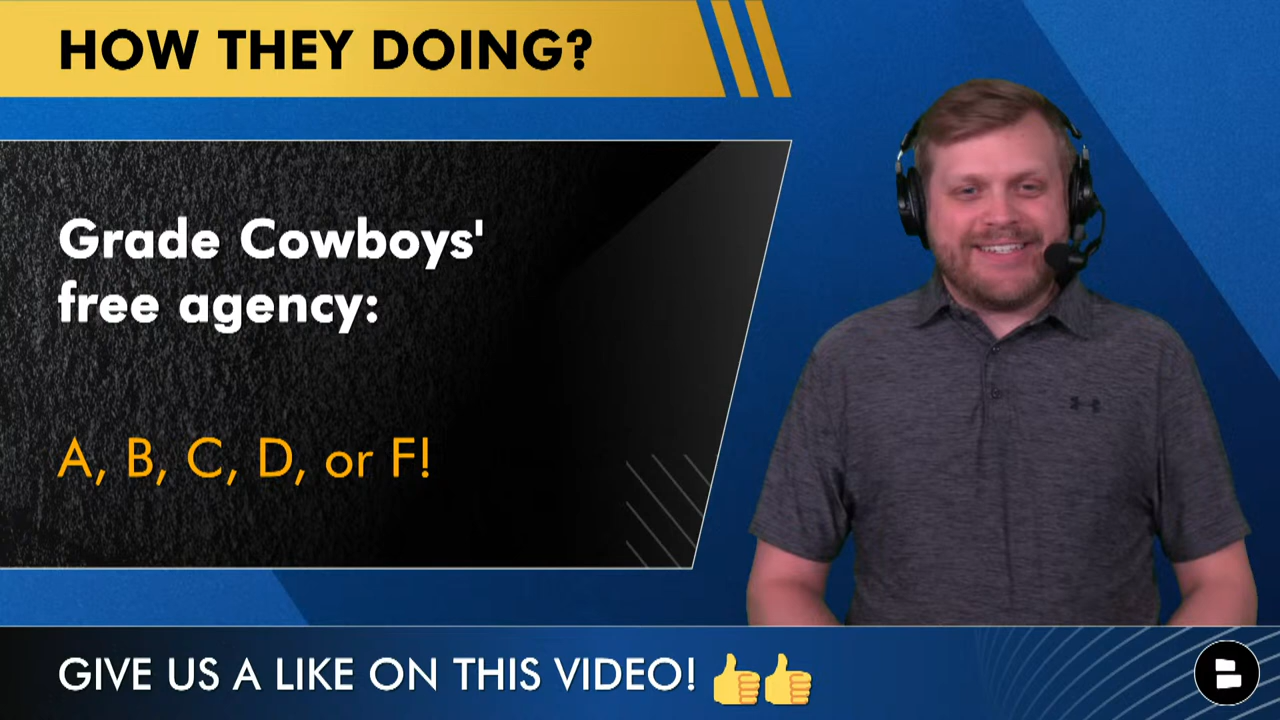 HOW THEY DOING?
Grade Cowboys'
free agency:
A, B, C, D, or F!
GIVE US A LIKE ON THIS VIDEO! 👍👍